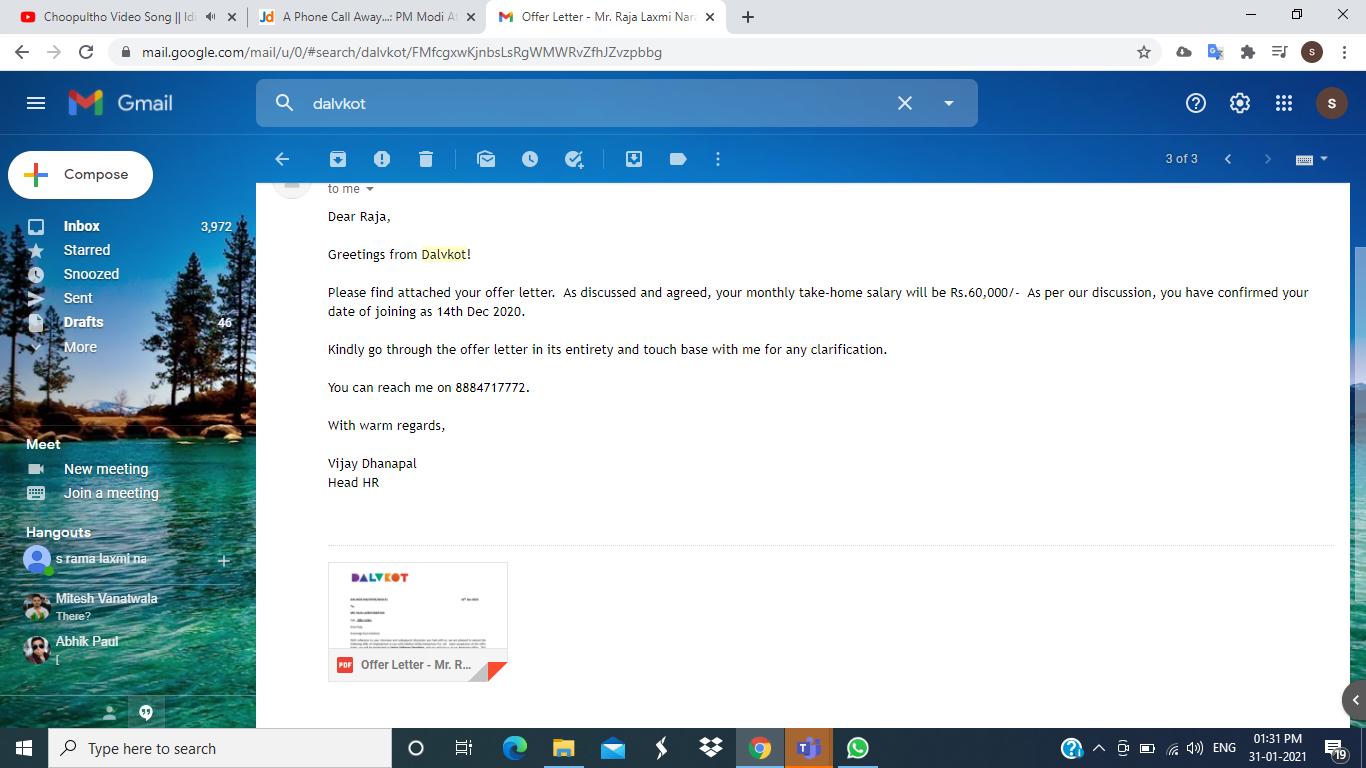 Choopultho Video Song || Idl
A Phone Call Away...: PM Modi At
Offer Letter - Mr. Raja Laxmi Nara
mail.google.com/mail/u/0/#search/dalvkot/FMfcgxwKjnbsLsRgWMWRvZfhJZvzpbbg
S
Gmail
dalvkot
S
Compose
3 of 3
Inbox 3,972
Starred
Snoozed
Sent
Drafts 46
More
Meet
New meeting
Join a meeting
Hangouts
s rama laxmi na
Mitesh Vanatwala
There?
Abhik Paul
[
to me
Dear Raja,
Greetings from Dalvkot!
Please find attached your offer letter.  As discussed and agreed, your monthly take-home salary will be Rs.60,000/-  As per our discussion, you have confirmed your
date of joining as 14th Dec 2020.
Kindly go through the offer letter in its entirety and touch base with me for any clarification.
You can reach me on 8884717772.
With warm regards,
Vijay Dhanapal
Head HR
DALVKOT
PDF Offer Letter - Mr. R...
Type here to search
ENG
01:31 PM
31-01-2021
19